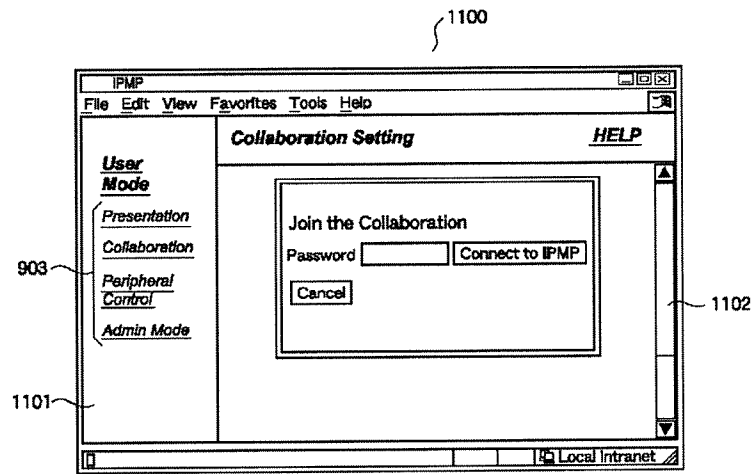 1100
IPMP
File Edit View Favorites Tools Help
Collaboration Setting HELP
User
Mode
Presentation
Collaboration
Peripheral
Control
Admin Mode
903
1101
Join the Collaboration
Password Connect to IPMP
Cancel
1102
Local Intranet